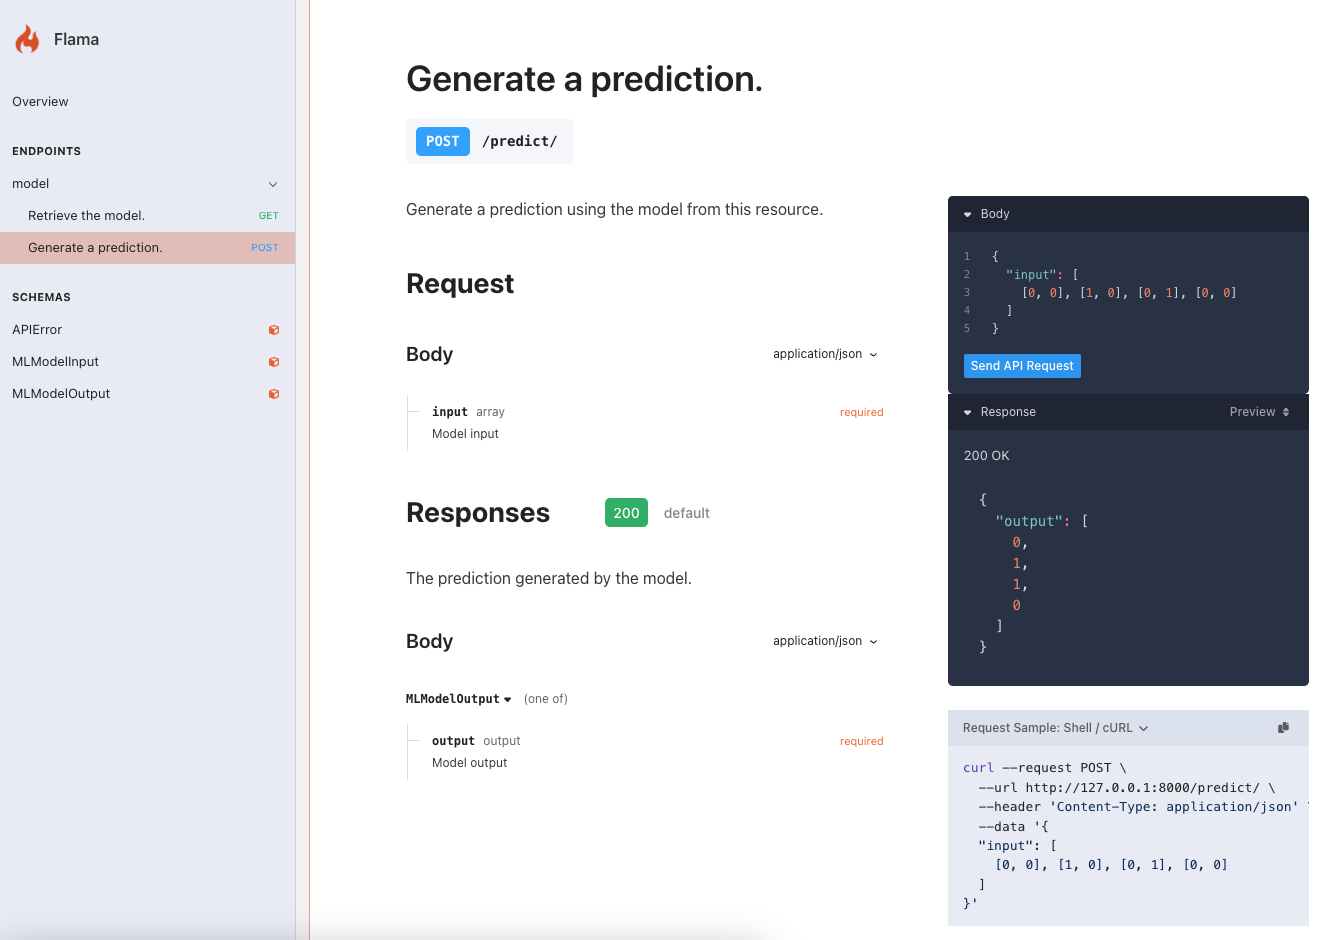 Flama
Overview
ENDPOINTS
model
Retrieve the model. GET
Generate a prediction. POST
SCHEMAS
APIError
MLModelInput
MLModelOutput
Generate a prediction.
POST /predict/
Generate a prediction using the model from this resource.
Request
Body application/json
input array required
Model input
Responses 200 default
The prediction generated by the model.
Body application/json
MLModelOutput (one of)
output output required
Model output
Body
1 {
2 "input": [
3 [0, 0], [1, 0], [0, 1], [0, 0]
4 ]
5 }
Send API Request
Response Preview
200 OK
{
"output": [
0,
1,
1,
0
]
}
Request Sample: Shell / cURL
curl --request POST \
--url http://127.0.0.1:8000/predict/ \
--header 'Content-Type: application/json' \
--data '{
"input": [
[0, 0], [1, 0], [0, 1], [0, 0]
]
}'